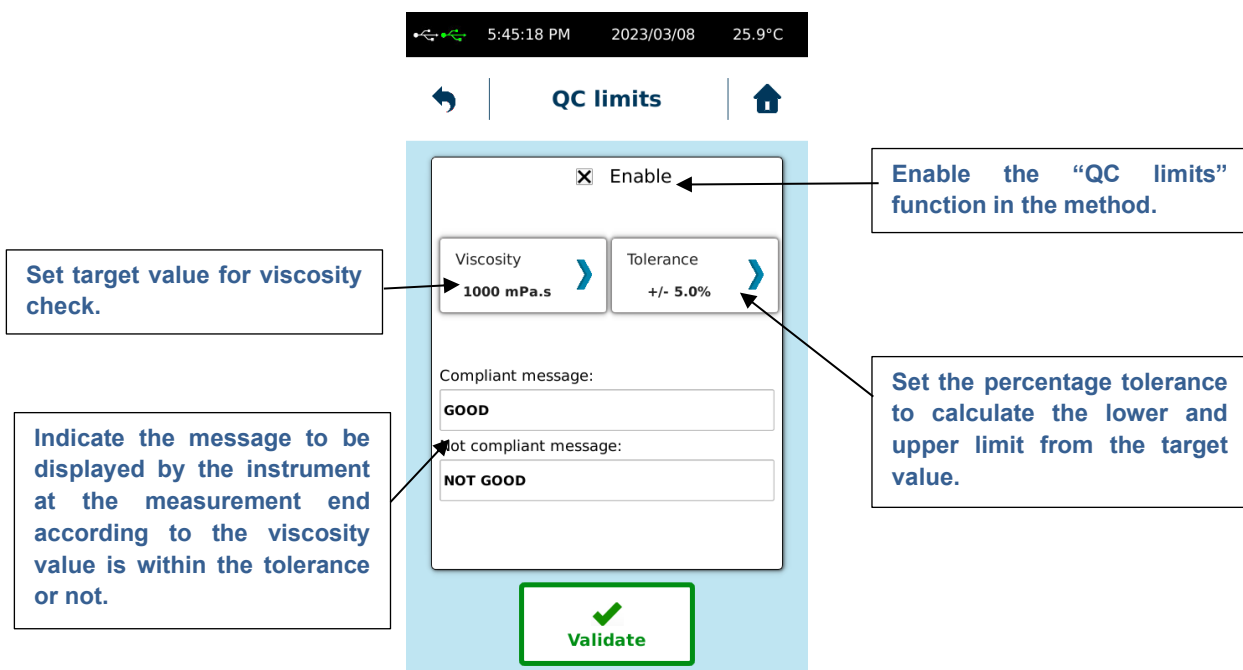 5:45:18 PM 2023/03/08 25.9°C
QC limits
Enable
Enable the “QC limits”
function in the method.
Viscosity
1000 mPa.s
Tolerance
+/- 5.0%
Set target value for viscosity
check.
Set the percentage tolerance
to calculate the lower and
upper limit from the target
value.
Compliant message:
GOOD
Not compliant message:
NOT GOOD
Indicate the message to be
displayed by the instrument
at the measurement end
according to the viscosity
value is within the tolerance
or not.
Validate